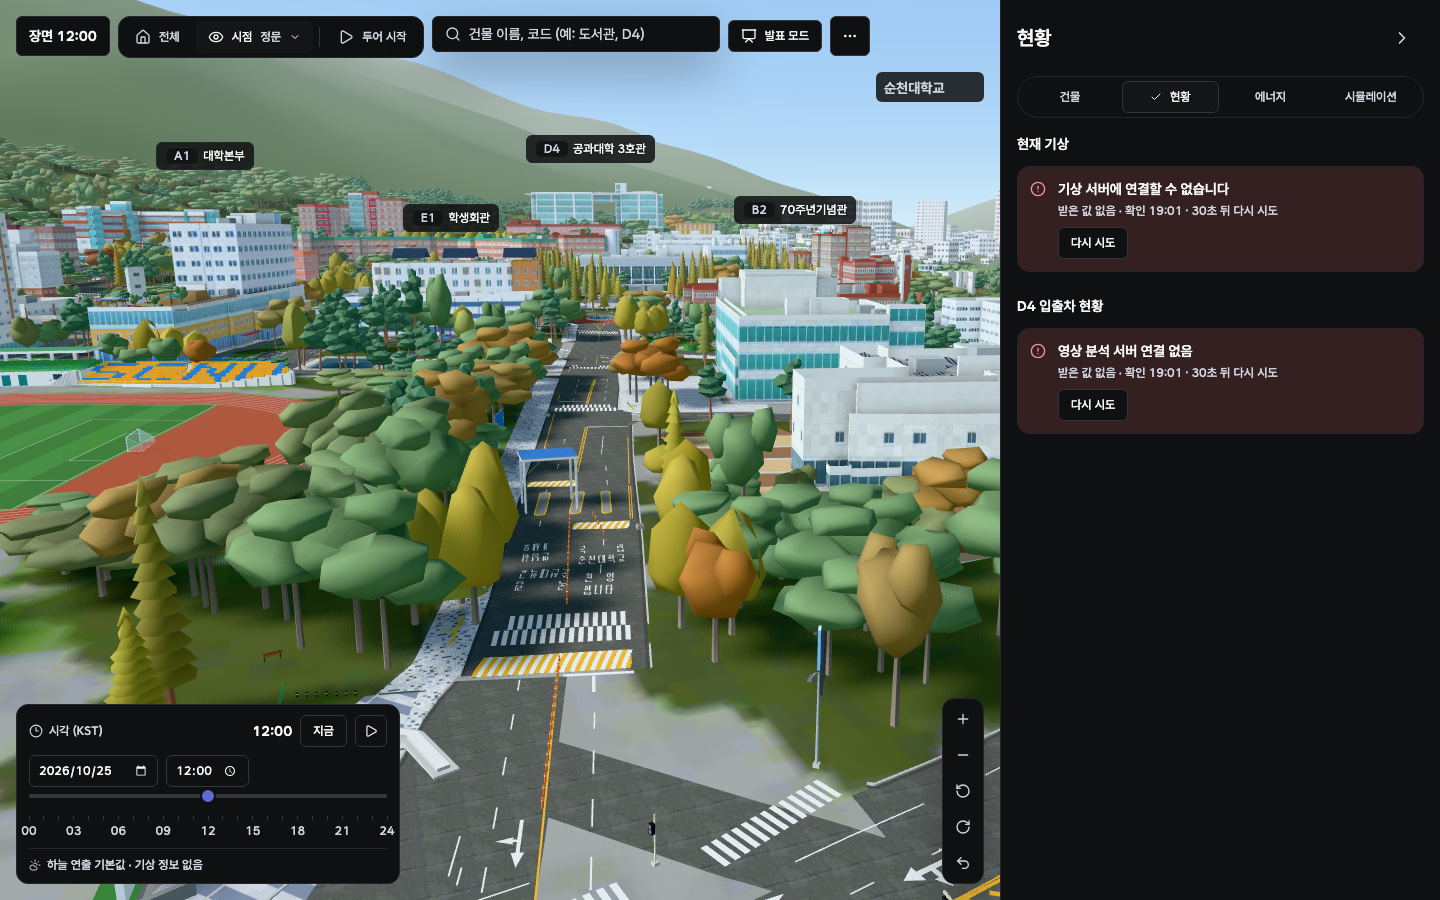 장면 12:00
전체
시점 정문
투어 시작
건물 이름, 코드 (예: 도서관, D4)
발표 모드
순천대학교
A1 대학본부
D4 공과대학 3호관
E1 학생회관
B2 70주년기념관
시각 (KST)
12:00
지금
2026/10/25
12:00
00 03 06 09 12 15 18 21 24
하늘 연출 기본값 · 기상 정보 없음
현황
건물
현황
에너지
시뮬레이션
현재 기상
기상 서버에 연결할 수 없습니다
받은 값 없음 · 확인 19:01 · 30초 뒤 다시 시도
다시 시도
D4 입출차 현황
영상 분석 서버 연결 없음
받은 값 없음 · 확인 19:01 · 30초 뒤 다시 시도
다시 시도